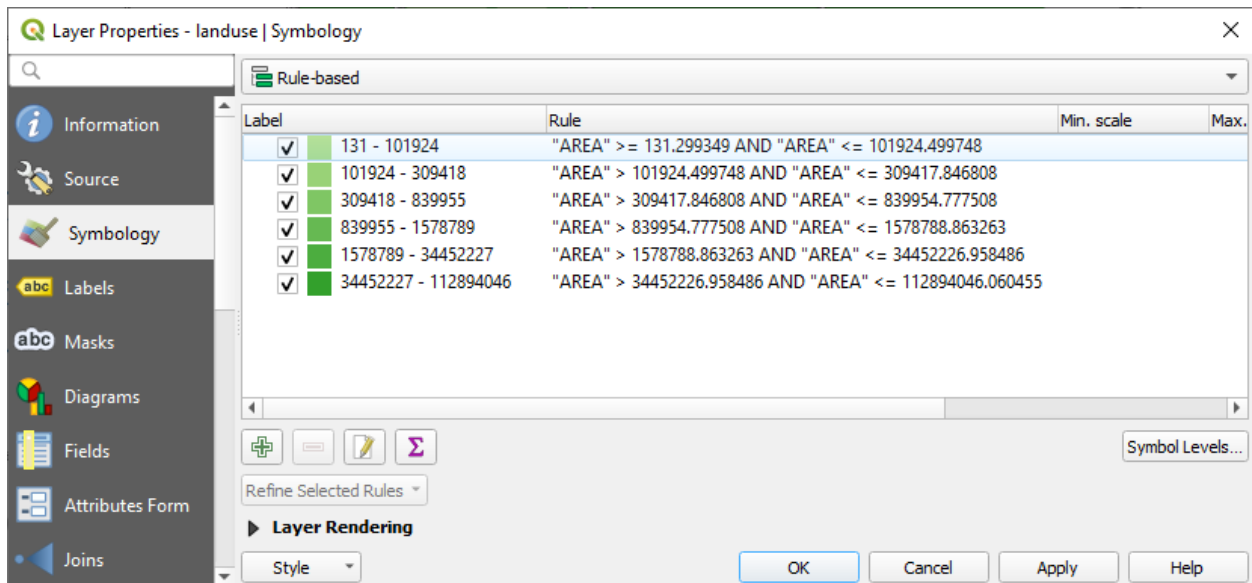 Layer Properties - landuse | Symbology
Rule-based
Information
Source
Symbology
abc Labels
abc Masks
Diagrams
Fields
Attributes Form
Joins
Label Rule Min. scale Max.
131 - 101924 "AREA" >= 131.299349 AND "AREA" <= 101924.499748
101924 - 309418 "AREA" > 101924.499748 AND "AREA" <= 309417.846808
309418 - 839955 "AREA" > 309417.846808 AND "AREA" <= 839954.777508
839955 - 1578789 "AREA" > 839954.777508 AND "AREA" <= 1578788.863263
1578789 - 34452227 "AREA" > 1578788.863263 AND "AREA" <= 34452226.958486
34452227 - 112894046 "AREA" > 34452226.958486 AND "AREA" <= 112894046.060455
Σ
Symbol Levels...
Refine Selected Rules
Layer Rendering
Style OK Cancel Apply Help